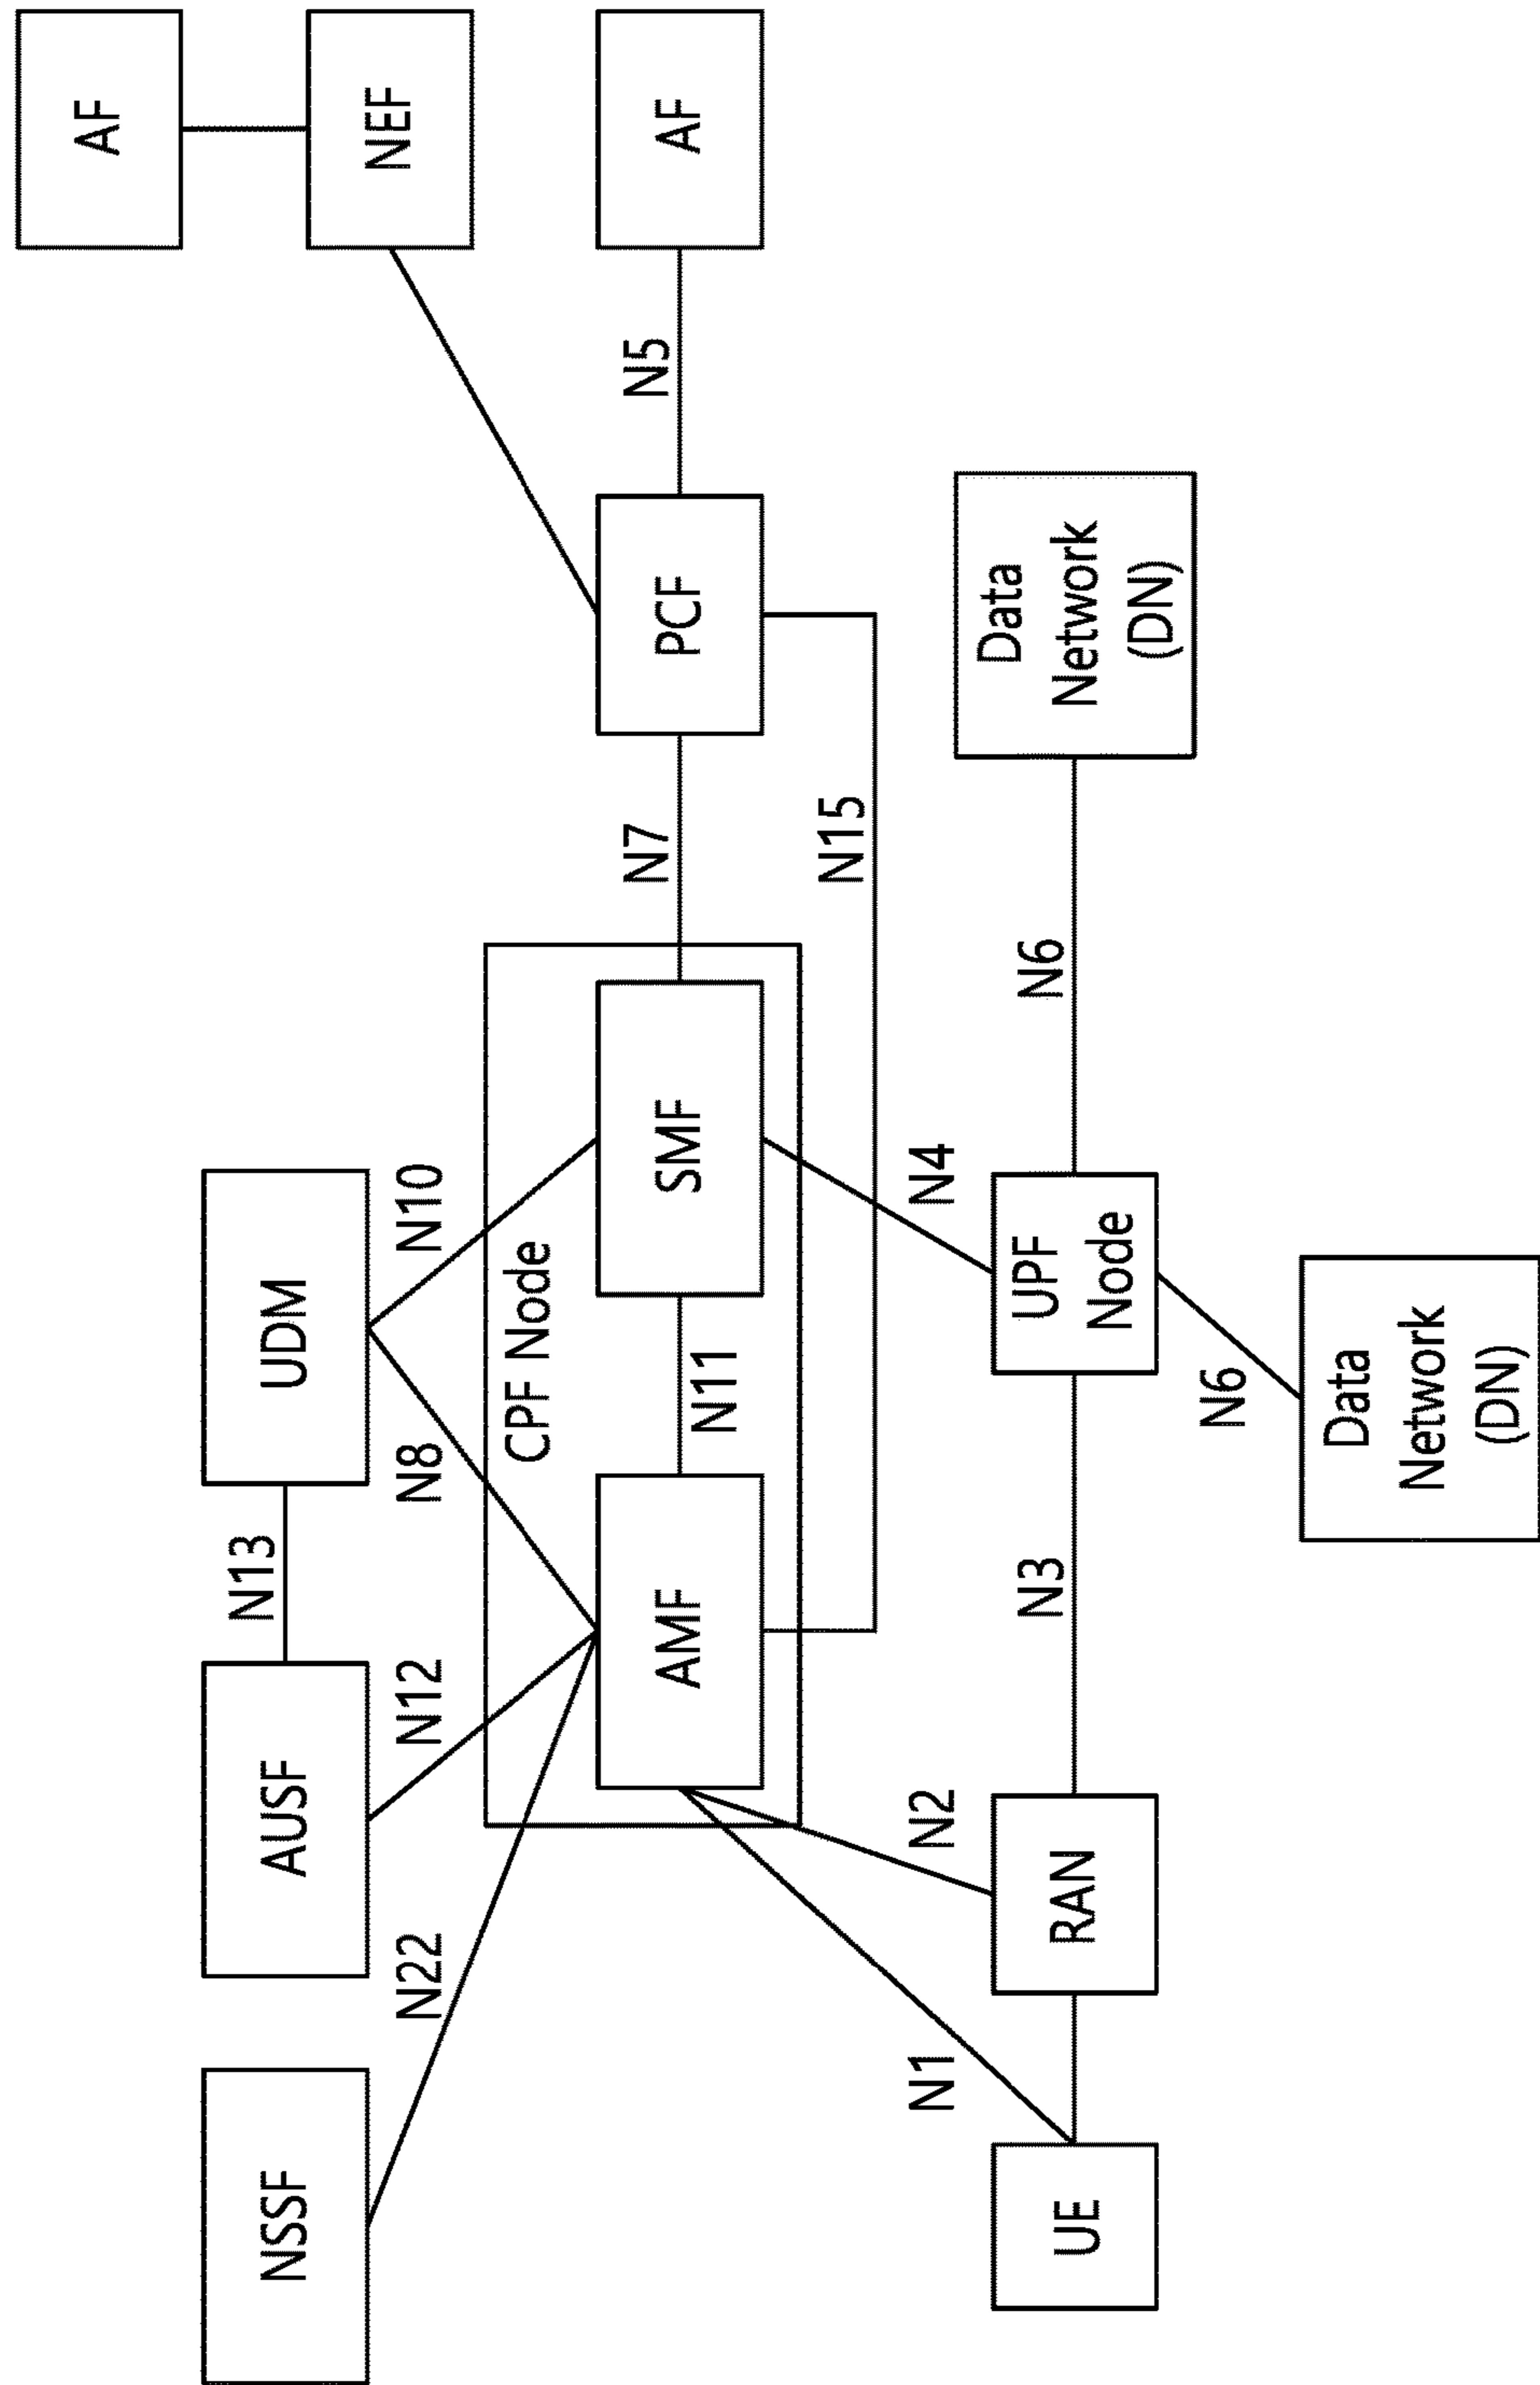 AF
NSSF
AUSF
N13
UDM
NEF
N22
N12
N8
N10
CPF Node
AMF
N11
SMF
N7
PCF
N5
AF
N15
N1
N2
N4
UE
RAN
N3
UPF
Node
N6
Data
Network
(DN)
N6
Data
Network
(DN)